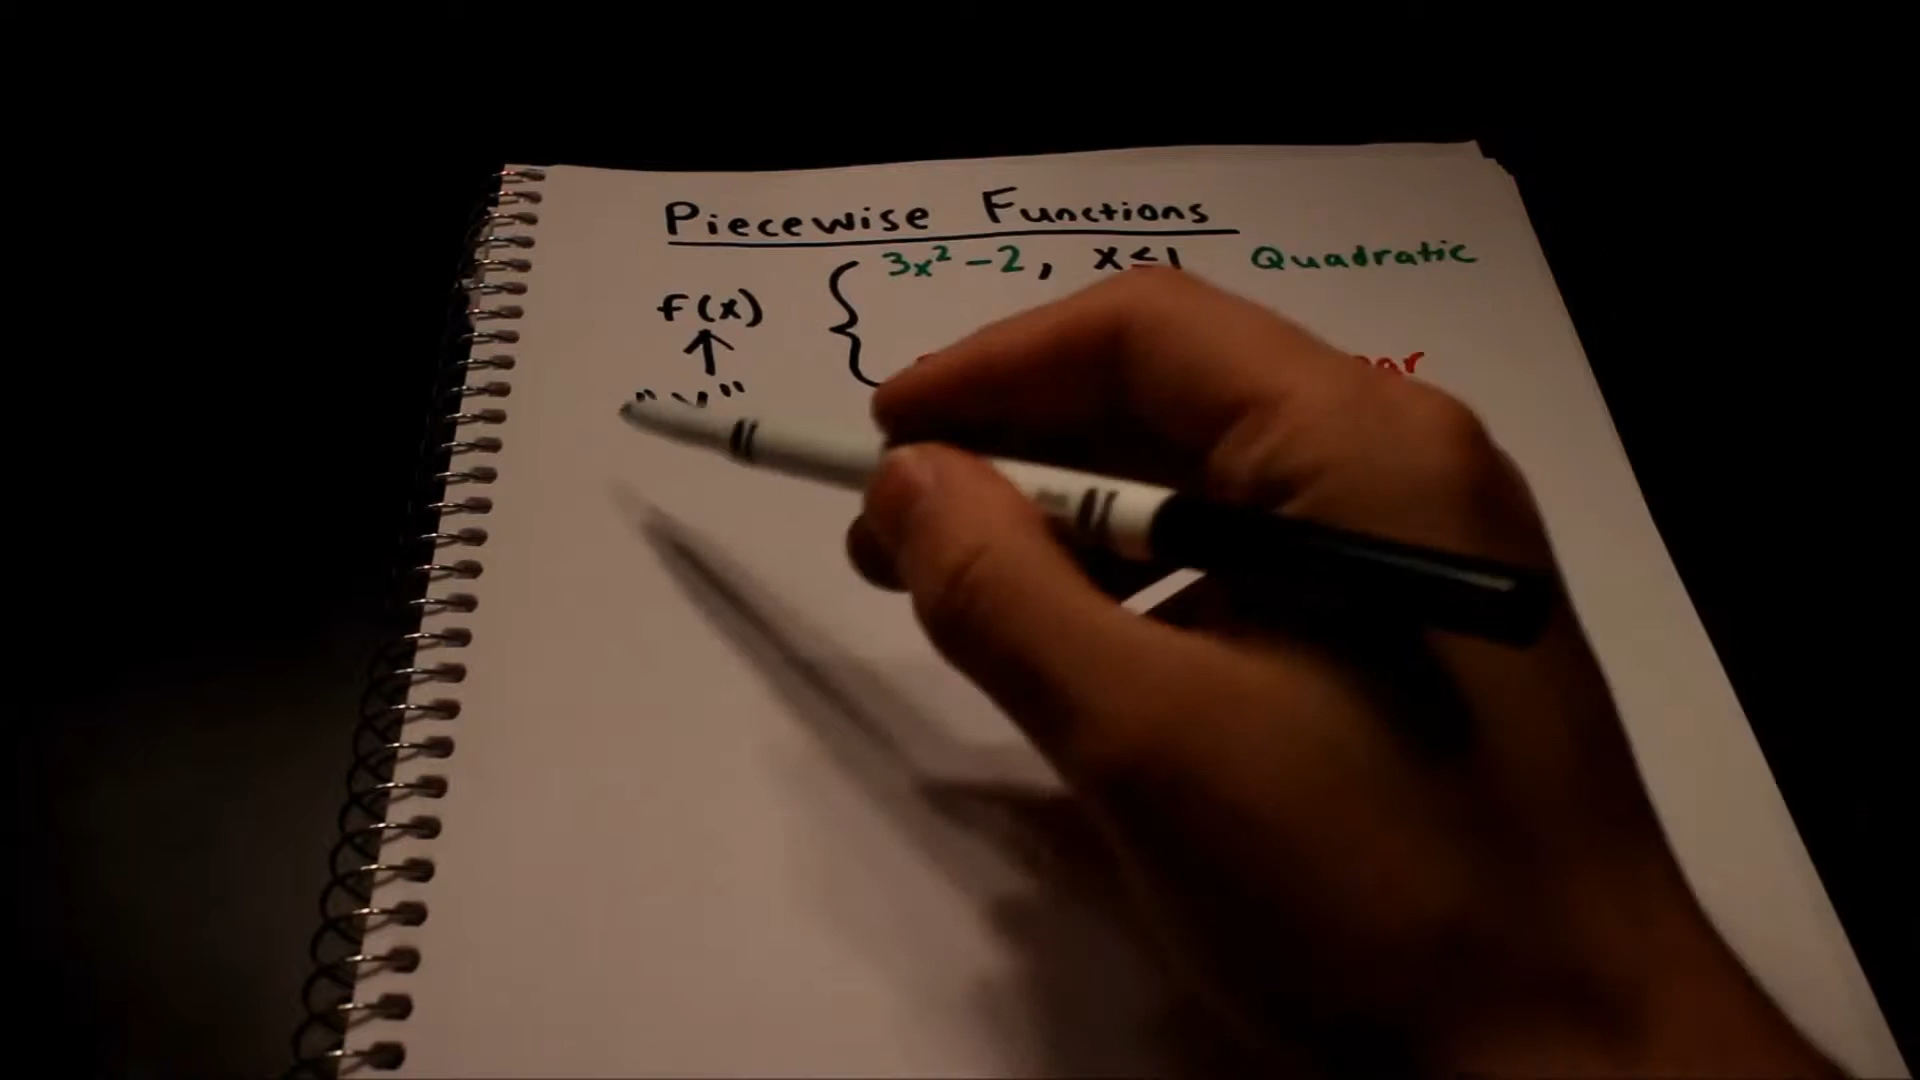 Piecewise Functions
3x² - 2, x ≤ 1 Quadratic
f(x) {
"y"